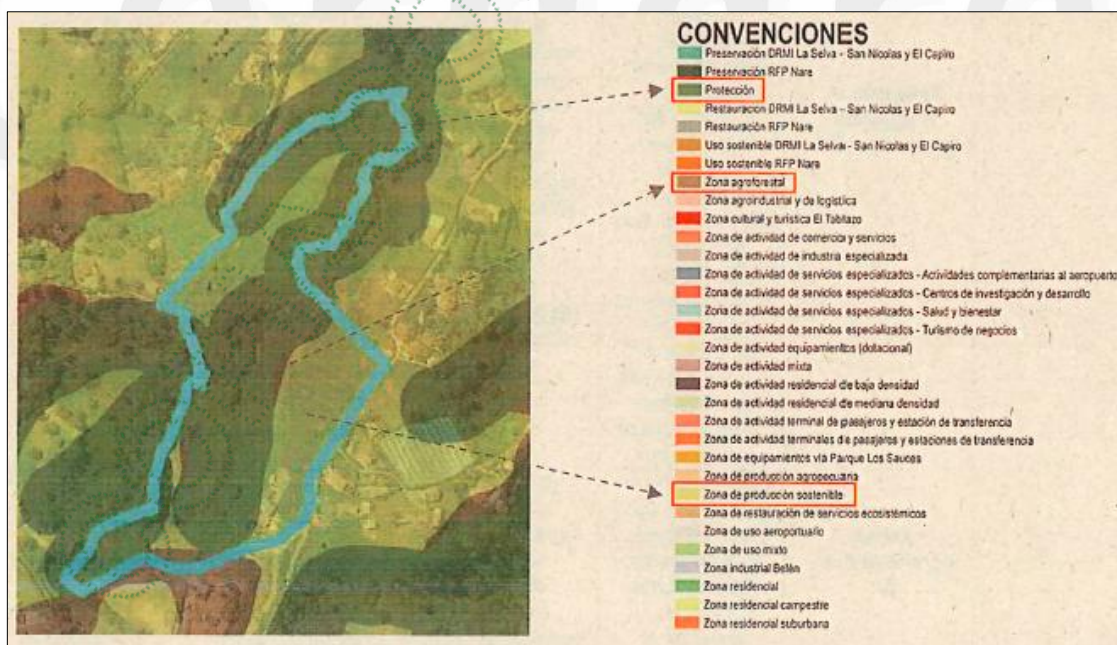 CONVENCIONES
Preservación DRMI La Selva - San Nicolas y El Capiro
Preservación RFP Nare
Protección
Restauración DRMI La Selva - San Nicolas y El Capiro
Restauración RFP Nare
Uso sostenible DRMI La Selva - San Nicolas y El Capiro
Uso sostenible RFP Nare
Zona agroforestal
Zona agroindustrial y de logística
Zona cultural y turística El Tablazo
Zona de actividad de comercio y servicios
Zona de actividad de industria especializada
Zona de actividad de servicios especializados - Actividades complementarias al aeropuerto
Zona de actividad de servicios especializados - Centros de investigación y desarrollo
Zona de actividad de servicios especializados - Salud y bienestar
Zona de actividad de servicios especializados - Turismo de negocios
Zona de actividad equipamientos (dotacional)
Zona de actividad mixta
Zona de actividad residencial de baja densidad
Zona de actividad residencial de mediana densidad
Zona de actividad terminal de pasajeros y estación de transferencia
Zona de actividad terminales de pasajeros y estaciones de transferencia
Zona de equipamientos vía Parque Los Sauces
Zona de producción agropecuaria
Zona de producción sostenible
Zona de restauración de servicios ecosistémicos
Zona de uso aeroportuario
Zona de uso mixto
Zona industrial Belén
Zona residencial
Zona residencial campestre
Zona residencial suburbana